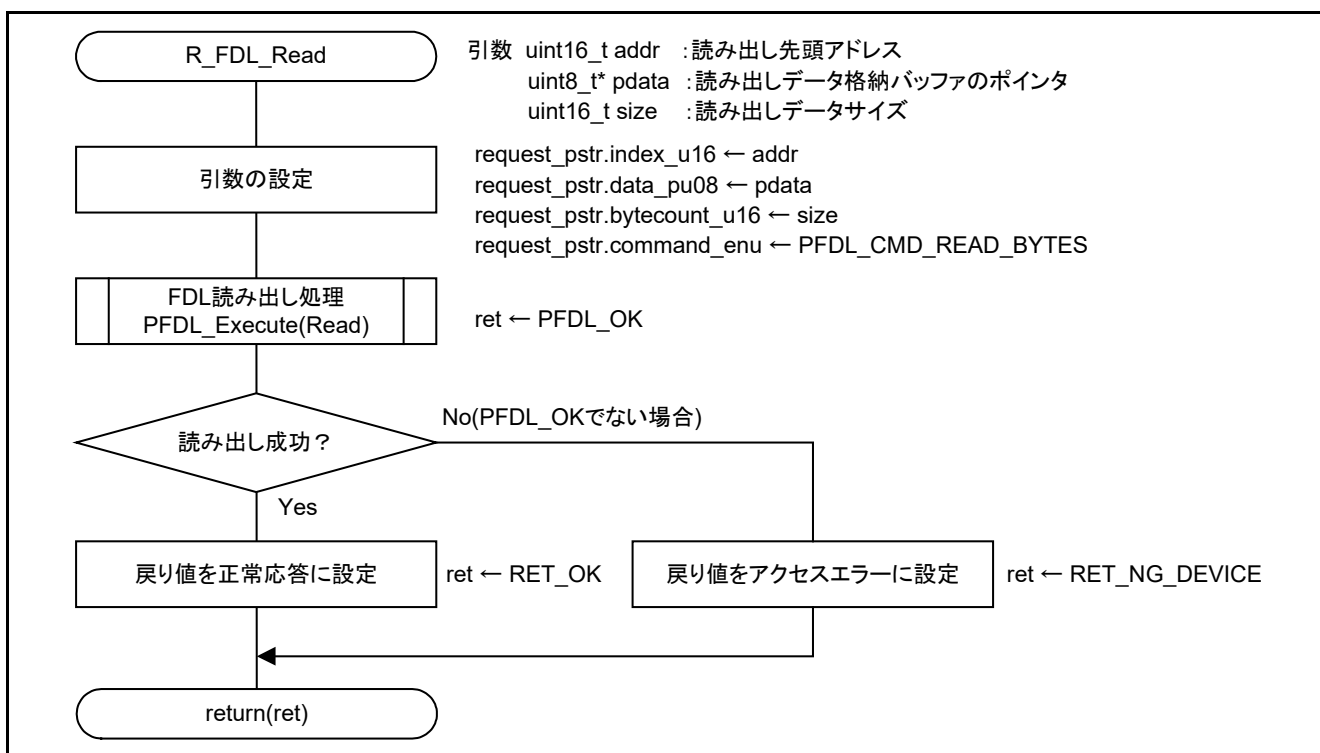 R_FDL_Read
引数 uint16_t addr :読み出し先頭アドレス
uint8_t* pdata :読み出しデータ格納バッファのポインタ
uint16_t size :読み出しデータサイズ
引数の設定
request_pstr.index_u16 ← addr
request_pstr.data_pu08 ← pdata
request_pstr.bytecount_u16 ← size
request_pstr.command_enu ← PFDL_CMD_READ_BYTES
FDL読み出し処理
PFDL_Execute(Read)
ret ← PFDL_OK
No(PFDL_OKでない場合)
読み出し成功?
Yes
戻り値を正常応答に設定
ret ← RET_OK
戻り値をアクセスエラーに設定
ret ← RET_NG_DEVICE
return(ret)